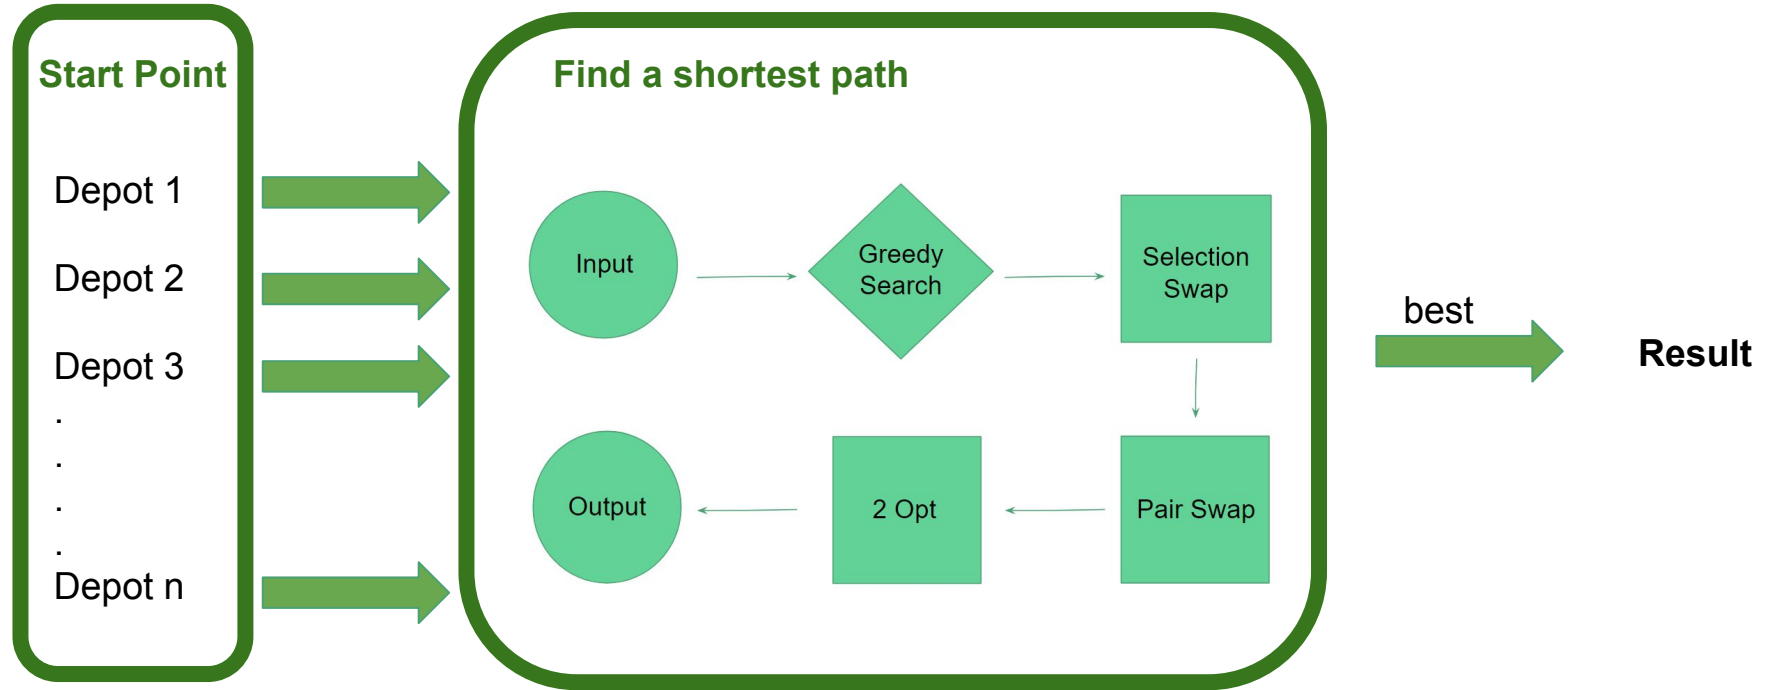 Start Point
Depot 1
Depot 2
Depot 3
.
.
.
.
Depot n
Find a shortest path
Input
Greedy
Search
Selection
Swap
Pair Swap
2 Opt
Output
best
Result